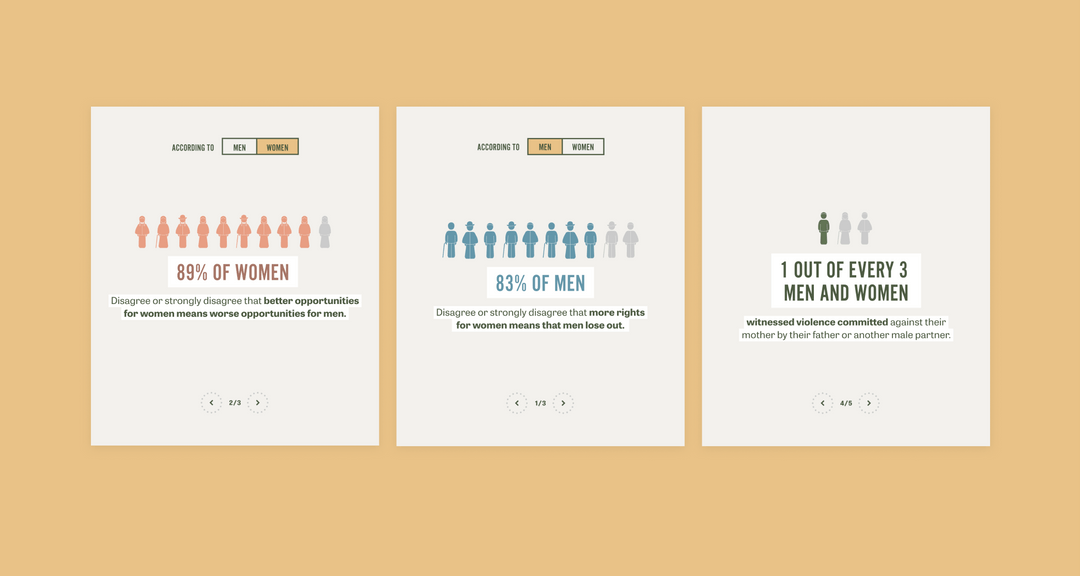 ACCORDING TO MEN WOMEN
89% OF WOMEN
Disagree or strongly disagree that better opportunities
for women means worse opportunities for men.
2/3
ACCORDING TO MEN WOMEN
83% OF MEN
Disagree or strongly disagree that more rights
for women means that men lose out.
1/3
1 OUT OF EVERY 3
MEN AND WOMEN
witnessed violence committed against their
mother by their father or another male partner.
4/5